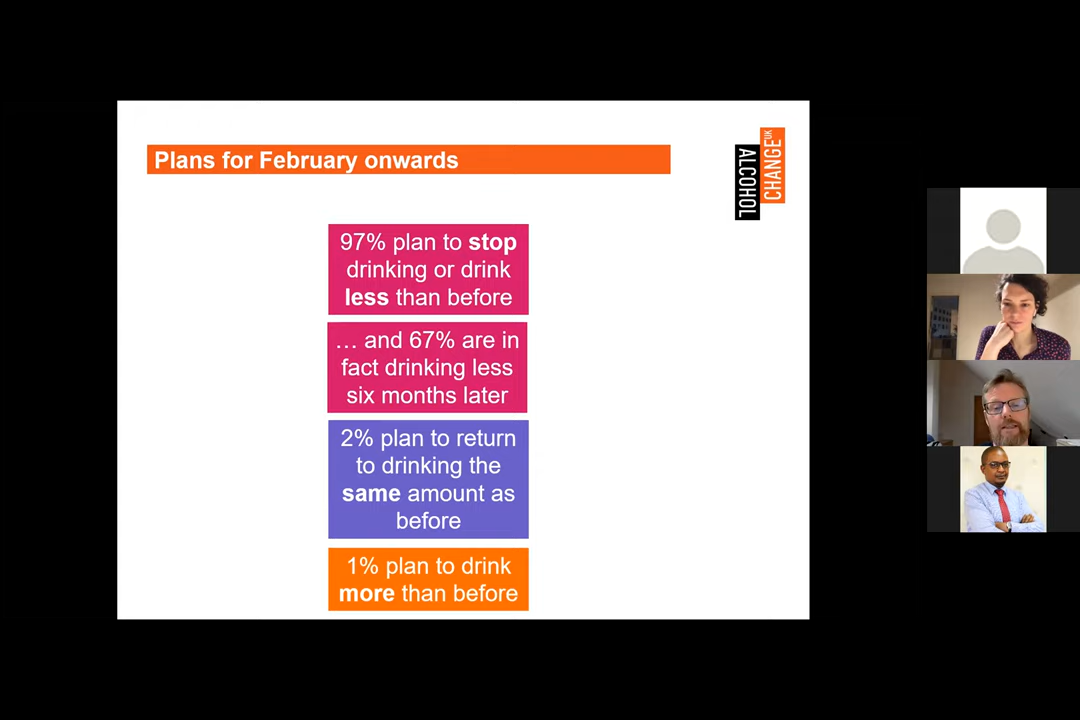 Plans for February onwards
ALCOHOL
CHANGE UK
97% plan to stop
drinking or drink
less than before
… and 67% are in
fact drinking less
six months later
2% plan to return
to drinking the
same amount as
before
1% plan to drink
more than before